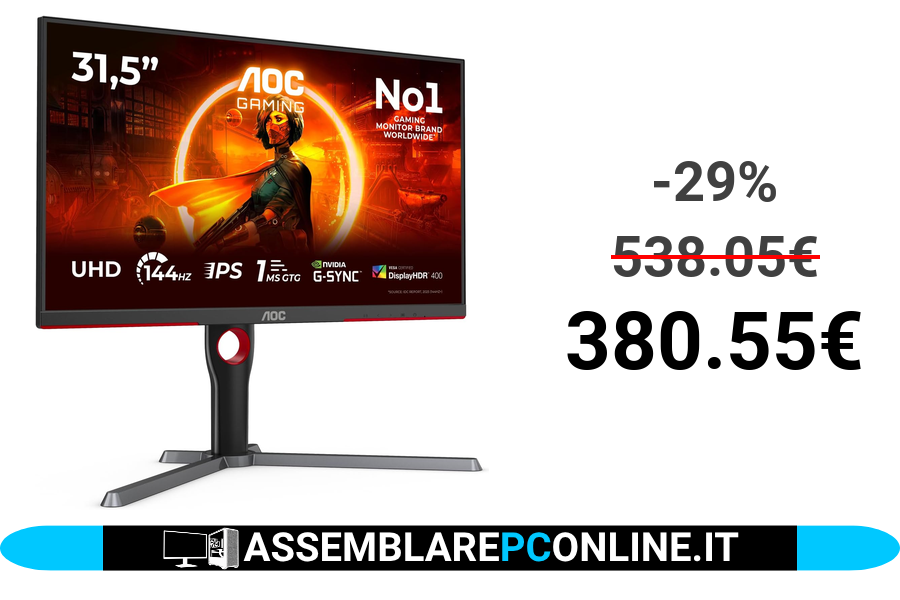 31,5”
AOC
GAMING
No1
GAMING
MONITOR BRAND
WORLDWIDE*
UHD
144HZ
IPS
1MS GTG
NVIDIA
G-SYNC
DisplayHDR 400
AOC
-29%
538.05€
380.55€
ASSEMBLAREPCONLINE.IT